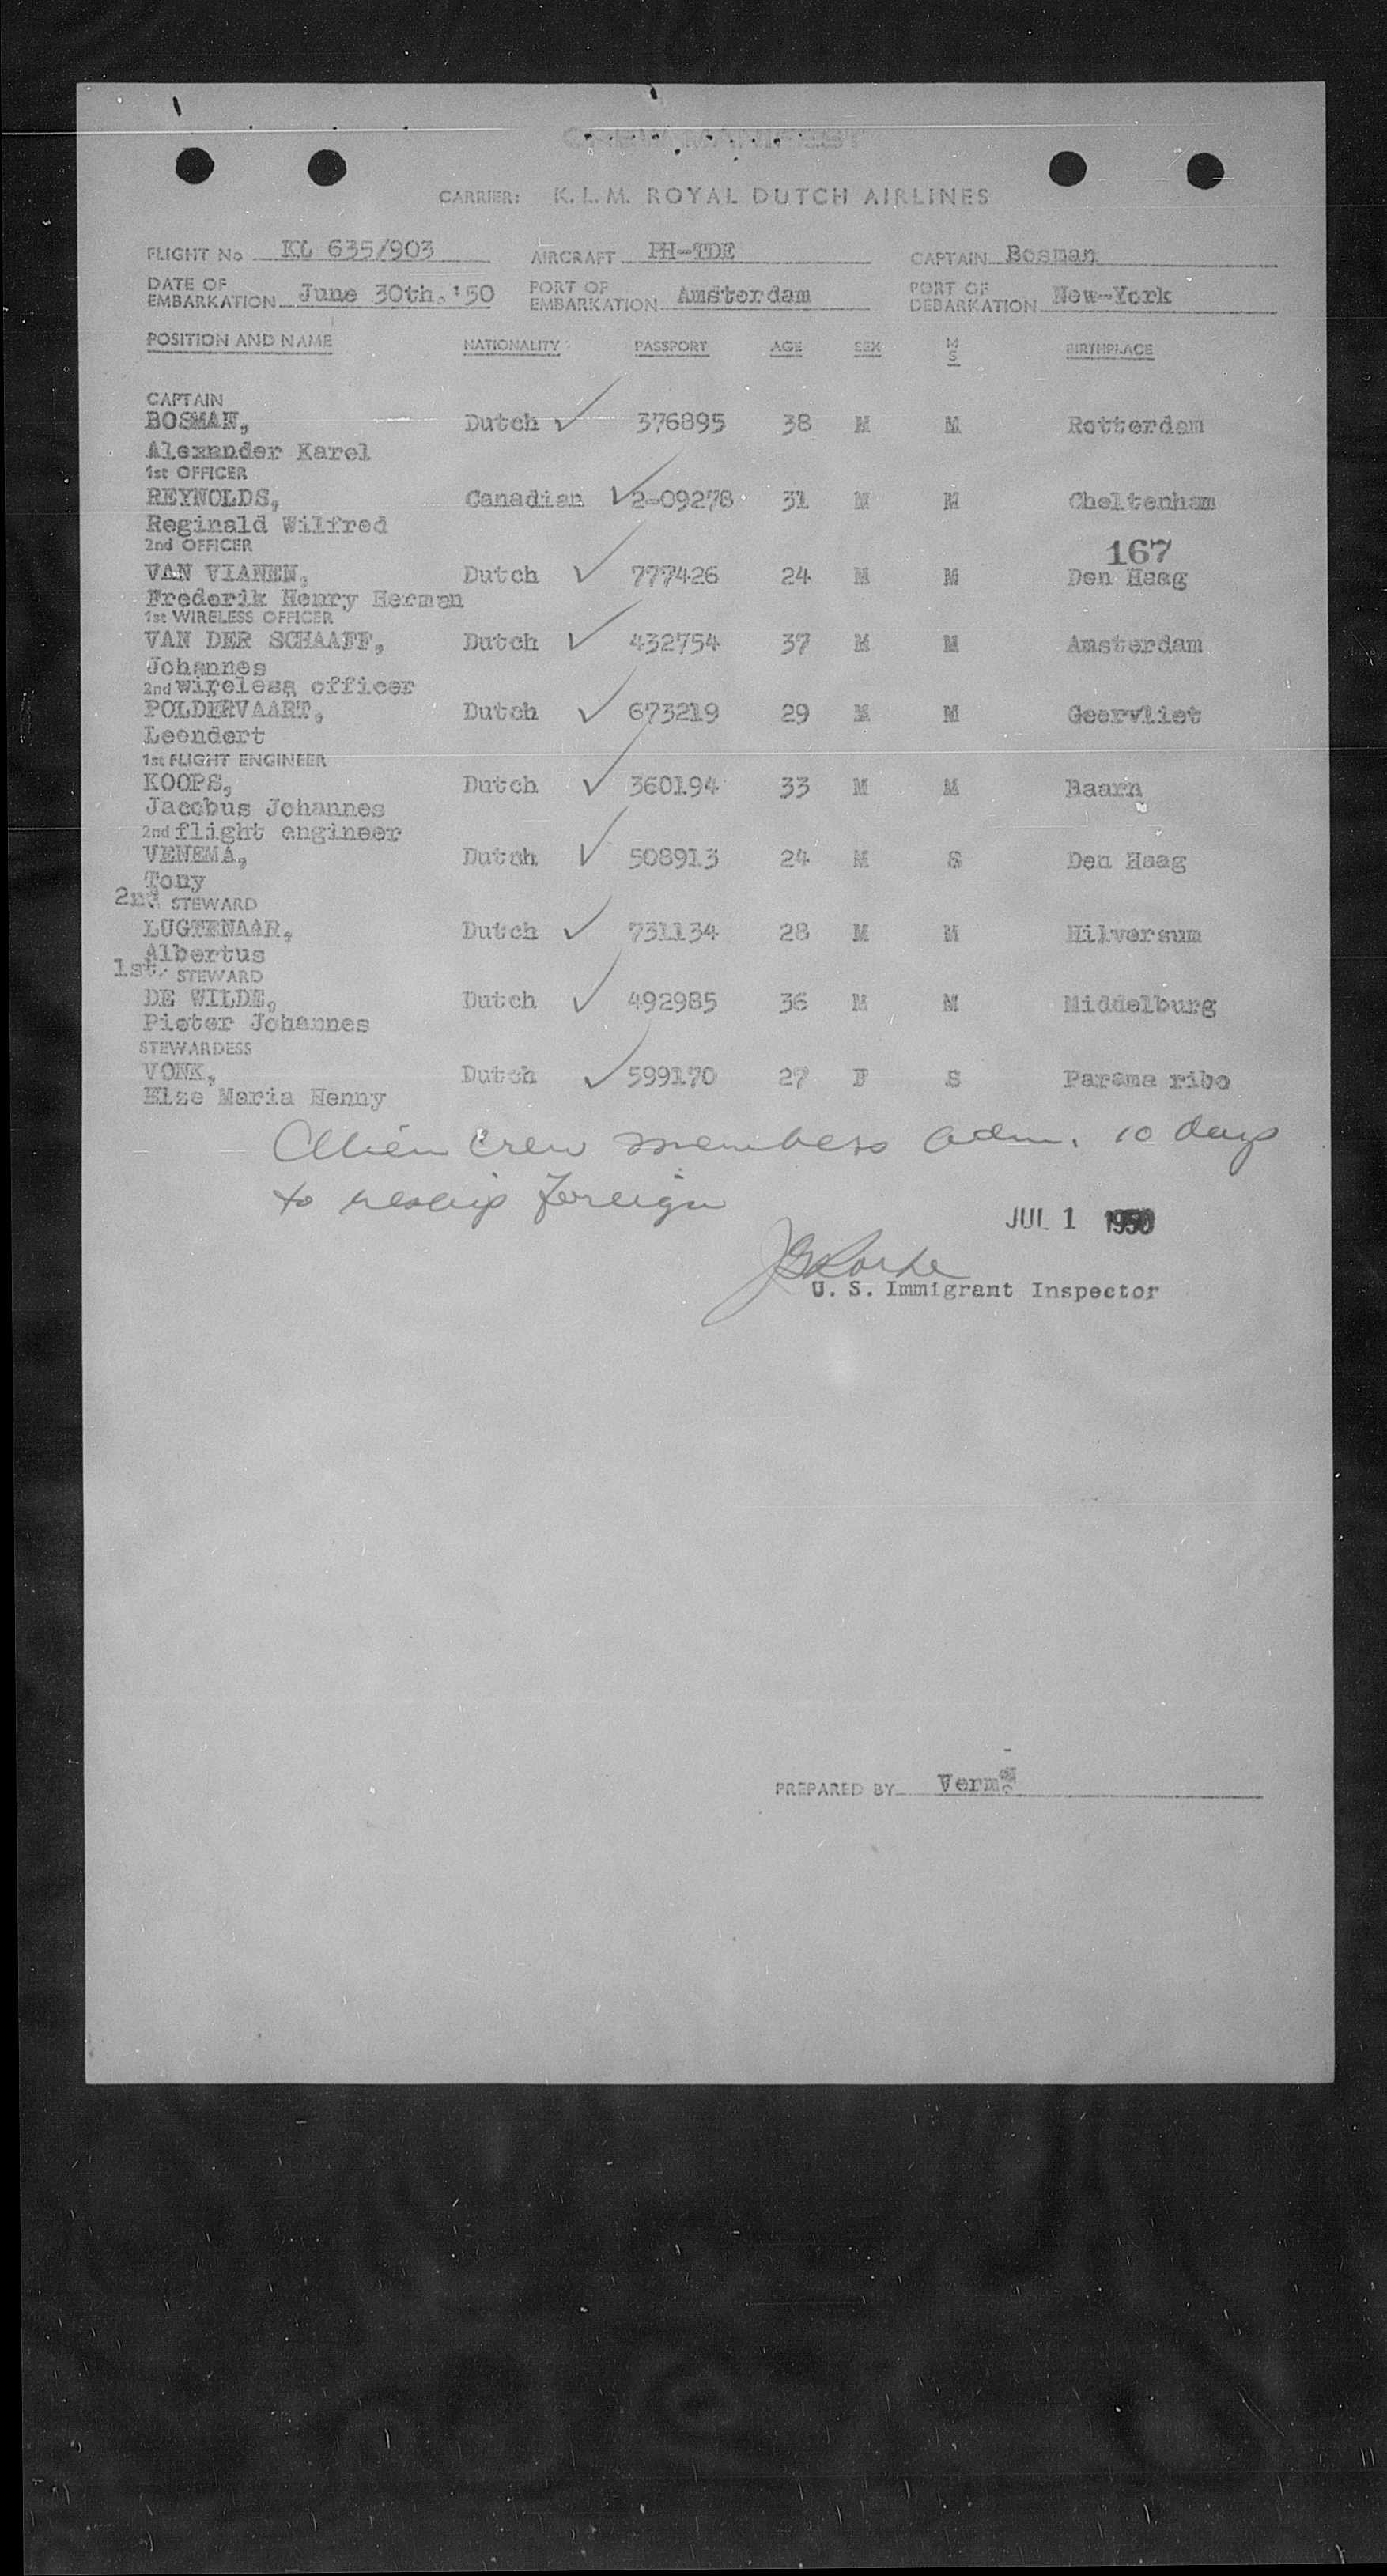 CREW MANIFEST
CARRIER: K.L.M. ROYAL DUTCH AIRLINES
FLIGHT No KL 635/903 AIRCRAFT PH-TDE CAPTAIN Bosman
DATE OF EMBARKATION June 30th.'50 PORT OF EMBARKATION Amsterdam PORT OF DEBARKATION New-York
POSITION AND NAME NATIONALITY PASSPORT AGE SEX M S BIRTHPLACE
CAPTAIN
BOSMAN, Dutch ✓ 376895 38 M M Rotterdam
Alexander Karel
1st OFFICER
REYNOLDS, Canadian ✓ 2-09278 31 M M Cheltenham
Reginald Wilfred
2nd OFFICER 167
VAN VIANEN, Dutch ✓ 777426 24 M M Den Haag
Frederik Henry Herman
1st WIRELESS OFFICER
VAN DER SCHAAFF, Dutch ✓ 432754 37 M M Amsterdam
Johannes
2nd wireless officer
POLDERVAART, Dutch ✓ 673219 29 M M Geervliet
Leendert
1st FLIGHT ENGINEER
KOOPS, Dutch ✓ 360194 33 M M Baarn
Jacobus Johannes
2nd flight engineer
VENEMA, Dutch ✓ 508913 24 M S Den Haag
Tony
2nd STEWARD
LUGTENAAR, Dutch ✓ 731134 28 M M Hilversum
Albertus
1st. STEWARD
DE WILDE, Dutch ✓ 492985 36 M M Middelburg
Pieter Johannes
STEWARDESS
VONK, Dutch ✓ 599170 27 F S Parama ribo
Elze Maria Henny
Alien crew members adm. 10 days
to reship foreign
JUL 1 1950
U. S. Immigrant Inspector
PREPARED BY Verm